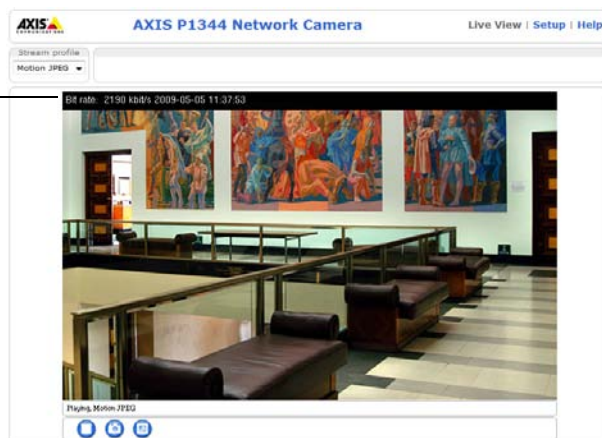 AXIS
COMMUNICATIONS
AXIS P1344 Network Camera
Live View | Setup | Help
Stream profile
Motion JPEG
Bit rate: 2190 kbit/s 2009-05-05 11:37:53
Playing, Motion JPEG